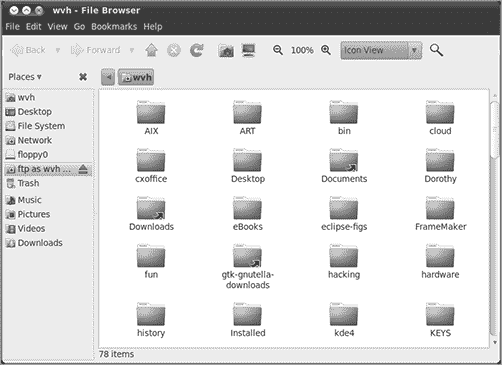 wvh - File Browser
File Edit View Go Bookmarks Help
Back Forward 100% Icon View
Places wvh
wvh
Desktop
File System
Network
floppy0
ftp as wvh ...
Trash
Music
Pictures
Videos
Downloads
AIX ART bin cloud
cxoffice Desktop Documents Dorothy
Downloads eBooks eclipse-figs FrameMaker
fun gtk-gnutella- hacking hardware
downloads
history Installed kde4 KEYS
78 items